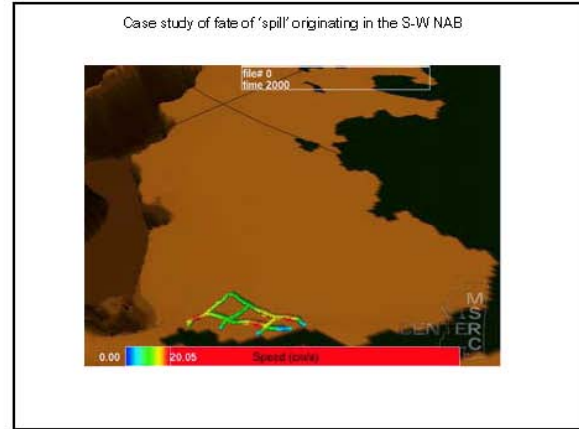 Case study of fate of 'spill' originating in the S-W NAB
file# 0
time 2000
MSRC
CENTER
0.00
20.05
Speed (cm/s)